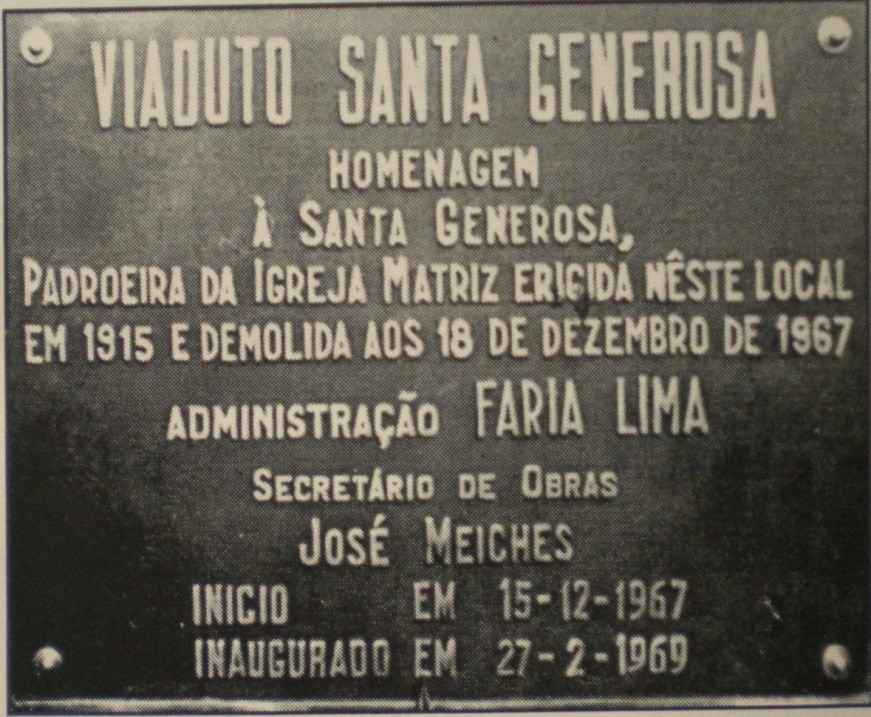 VIADUTO SANTA GENEROSA
HOMENAGEM
À SANTA GENEROSA,
PADROEIRA DA IGREJA MATRIZ ERIGIDA NÊSTE LOCAL
EM 1915 E DEMOLIDA AOS 18 DE DEZEMBRO DE 1967
ADMINISTRAÇÃO FARIA LIMA
SECRETÁRIO DE OBRAS
JOSÉ MEICHES
INICIO EM 15-12-1967
INAUGURADO EM 27-2-1969